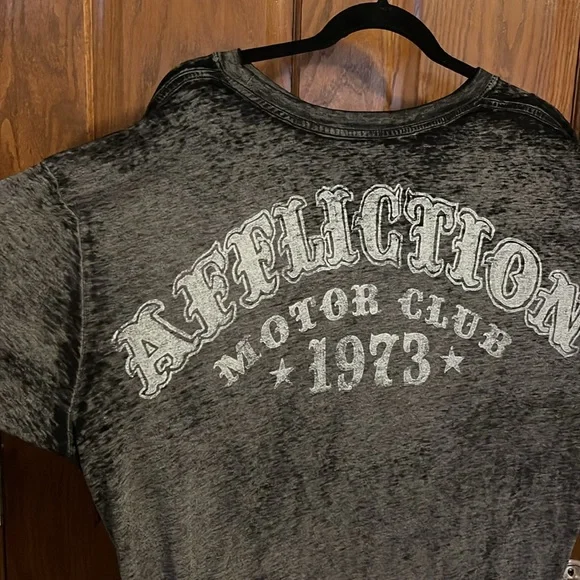 AFFLICTION
MOTOR CLUB
★ 1973 ★